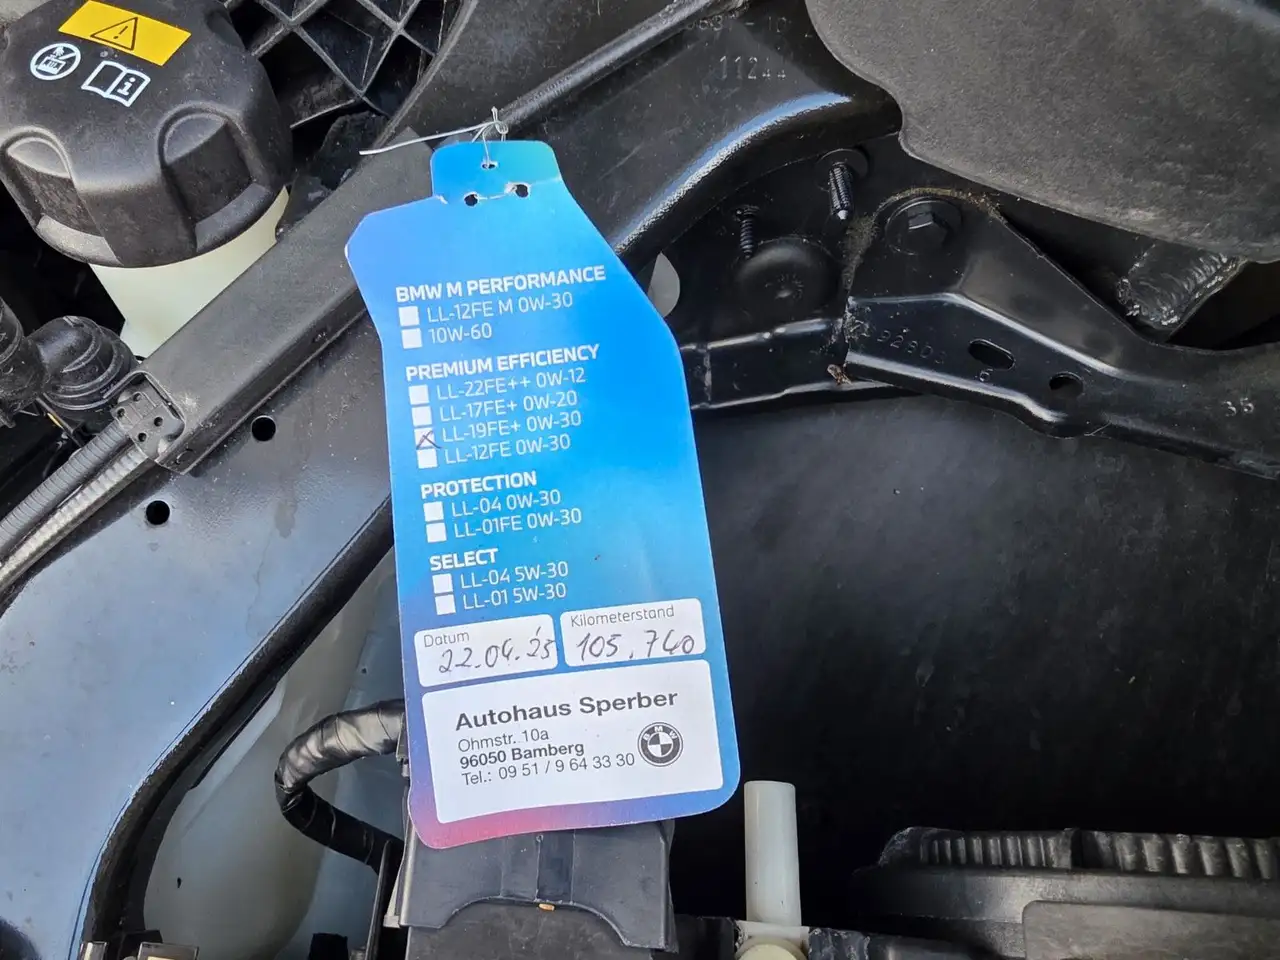 11244
BMW M PERFORMANCE
LL-12FE M 0W-30
10W-60
PREMIUM EFFICIENCY
LL-22FE++ 0W-12
LL-17FE+ 0W-20
LL-19FE+ 0W-30
LL-12FE 0W-30
PROTECTION
LL-04 0W-30
LL-01FE 0W-30
SELECT
LL-04 5W-30
LL-01 5W-30
Datum
22.04.25
Kilometerstand
105.740
Autohaus Sperber
Ohmstr. 10a
96050 Bamberg
Tel.: 09 51 / 9 64 33 30
BMW